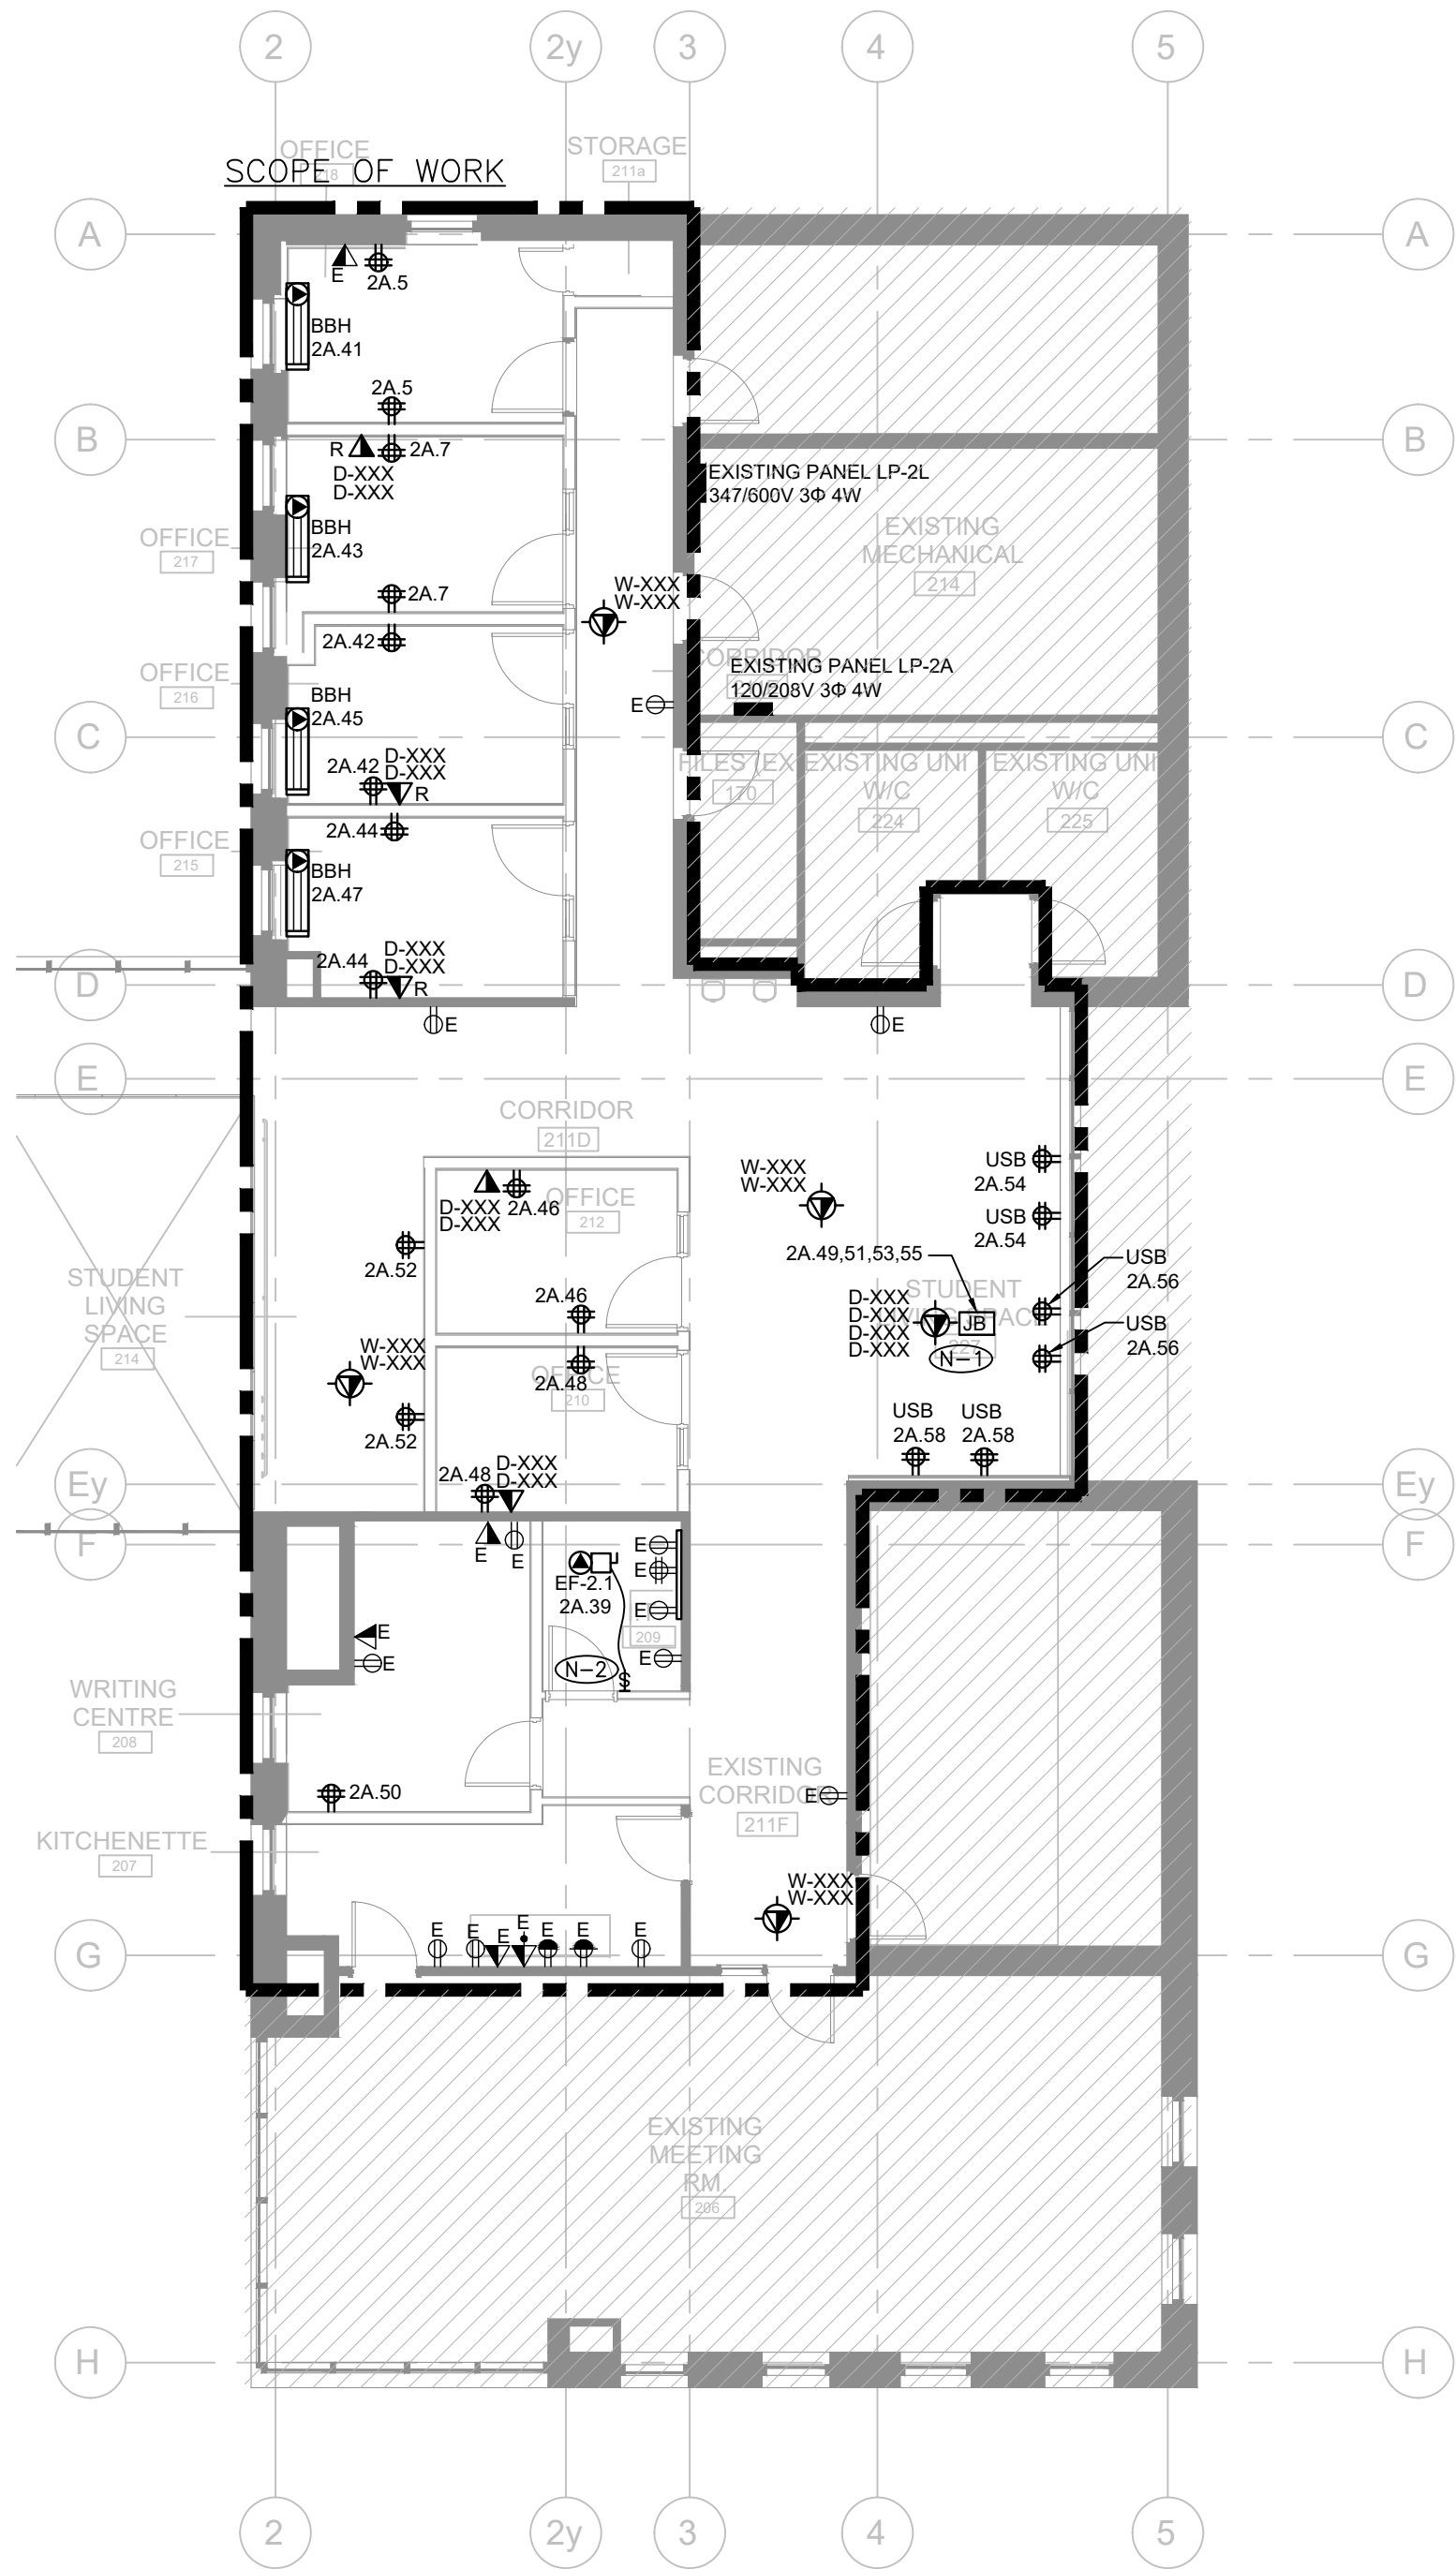 2
2y
3
4
5
OFFICE
218
STORAGE
211a
SCOPE OF WORK
A
A
E
2A.5
BBH
2A.41
2A.5
B
B
R
2A.7
D-XXX
D-XXX
EXISTING PANEL LP-2L
347/600V 3Φ 4W
EXISTING
MECHANICAL
214
OFFICE
217
BBH
2A.43
2A.7
W-XXX
W-XXX
2A.42
OFFICE
216
CORRIDOR
EXISTING PANEL LP-2A
120/208V 3Φ 4W
BBH
2A.45
E
C
C
2A.42
D-XXX
D-XXX
R
FILES (EX
170
EXISTING UNI
W/C
224
EXISTING UNI
W/C
225
2A.44
OFFICE
215
BBH
2A.47
2A.44
D-XXX
D-XXX
R
D
D
E
E
E
E
CORRIDOR
211D
USB
2A.54
W-XXX
W-XXX
D-XXX
D-XXX
2A.46
OFFICE
212
USB
2A.54
2A.52
2A.49,51,53,55
USB
2A.56
STUDENT
LIVING
SPACE
214
2A.46
D-XXX
D-XXX
D-XXX
D-XXX
STUDENT
227
JB
N-1
USB
2A.56
W-XXX
W-XXX
2A.48
OFFICE
210
2A.52
USB
2A.58
USB
2A.58
2A.48
D-XXX
D-XXX
Ey
Ey
F
F
E
E
E
E
E
E
EF-2.1
2A.39
209
N-2
$
E
E
WRITING
CENTRE
208
2A.50
EXISTING
CORRIDOR
211F
E
KITCHENETTE
207
W-XXX
W-XXX
E
E
E
E
E
E
E
G
G
EXISTING
MEETING
RM.
206
H
H
2
2y
3
4
5